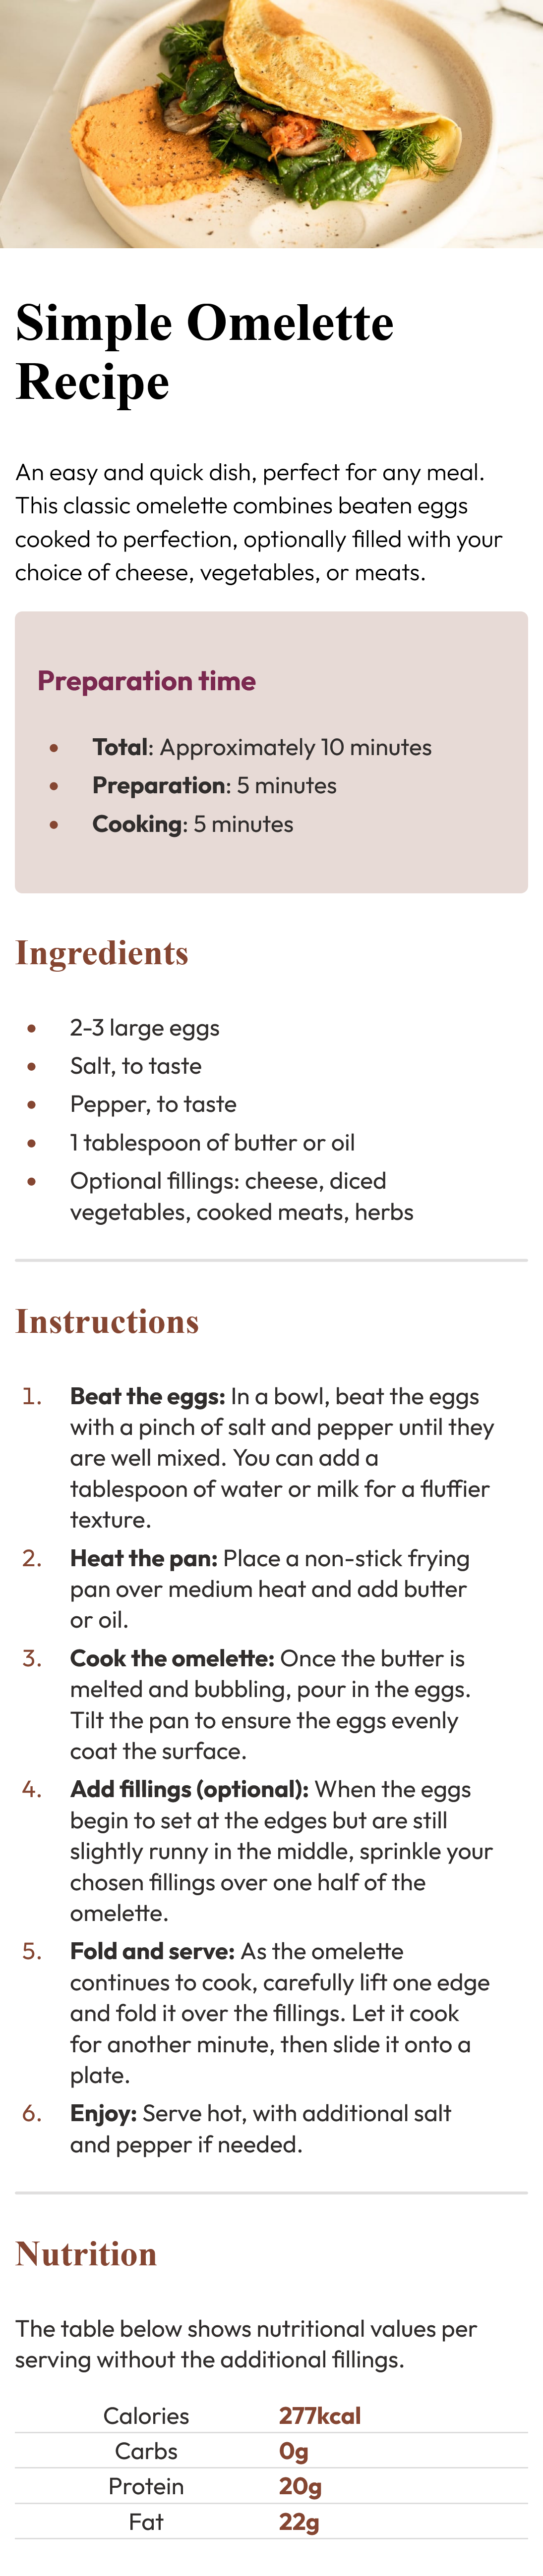 Simple Omelette
Recipe
An easy and quick dish, perfect for any meal.
This classic omelette combines beaten eggs
cooked to perfection, optionally filled with your
choice of cheese, vegetables, or meats.
Preparation time
• Total: Approximately 10 minutes
• Preparation: 5 minutes
• Cooking: 5 minutes
Ingredients
• 2-3 large eggs
• Salt, to taste
• Pepper, to taste
• 1 tablespoon of butter or oil
• Optional fillings: cheese, diced
vegetables, cooked meats, herbs
Instructions
1. Beat the eggs: In a bowl, beat the eggs
with a pinch of salt and pepper until they
are well mixed. You can add a
tablespoon of water or milk for a fluffier
texture.
2. Heat the pan: Place a non-stick frying
pan over medium heat and add butter
or oil.
3. Cook the omelette: Once the butter is
melted and bubbling, pour in the eggs.
Tilt the pan to ensure the eggs evenly
coat the surface.
4. Add fillings (optional): When the eggs
begin to set at the edges but are still
slightly runny in the middle, sprinkle your
chosen fillings over one half of the
omelette.
5. Fold and serve: As the omelette
continues to cook, carefully lift one edge
and fold it over the fillings. Let it cook
for another minute, then slide it onto a
plate.
6. Enjoy: Serve hot, with additional salt
and pepper if needed.
Nutrition
The table below shows nutritional values per
serving without the additional fillings.
Calories 277kcal
Carbs 0g
Protein 20g
Fat 22g